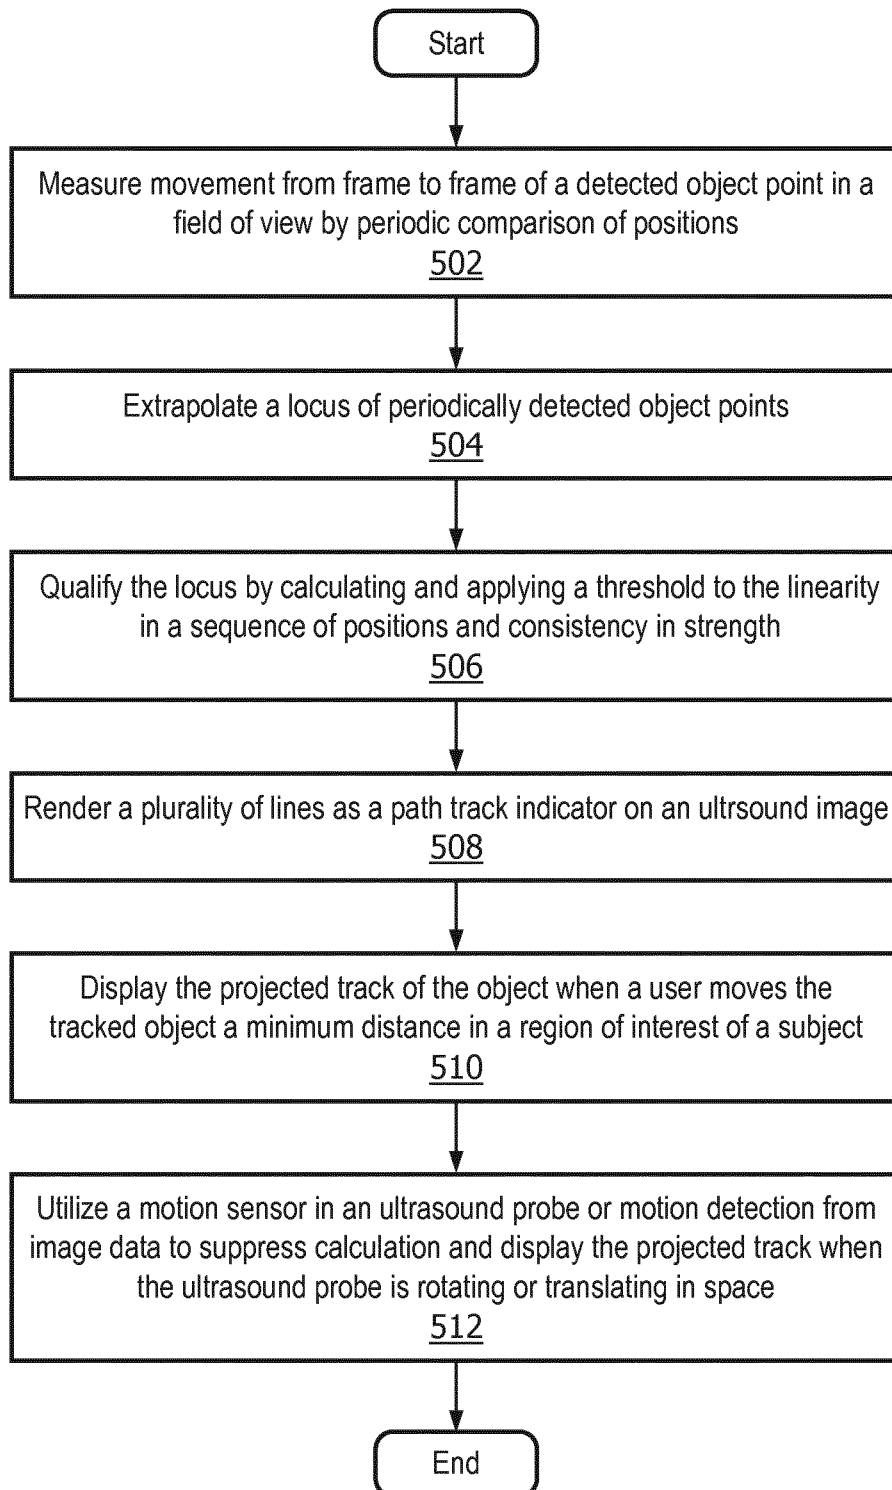 Start
Measure movement from frame to frame of a detected object point in a
field of view by periodic comparison of positions
502
Extrapolate a locus of periodically detected object points
504
Qualify the locus by calculating and applying a threshold to the linearity
in a sequence of positions and consistency in strength
506
Render a plurality of lines as a path track indicator on an ultrsound image
508
Display the projected track of the object when a user moves the
tracked object a minimum distance in a region of interest of a subject
510
Utilize a motion sensor in an ultrasound probe or motion detection from
image data to suppress calculation and display the projected track when
the ultrasound probe is rotating or translating in space
512
End